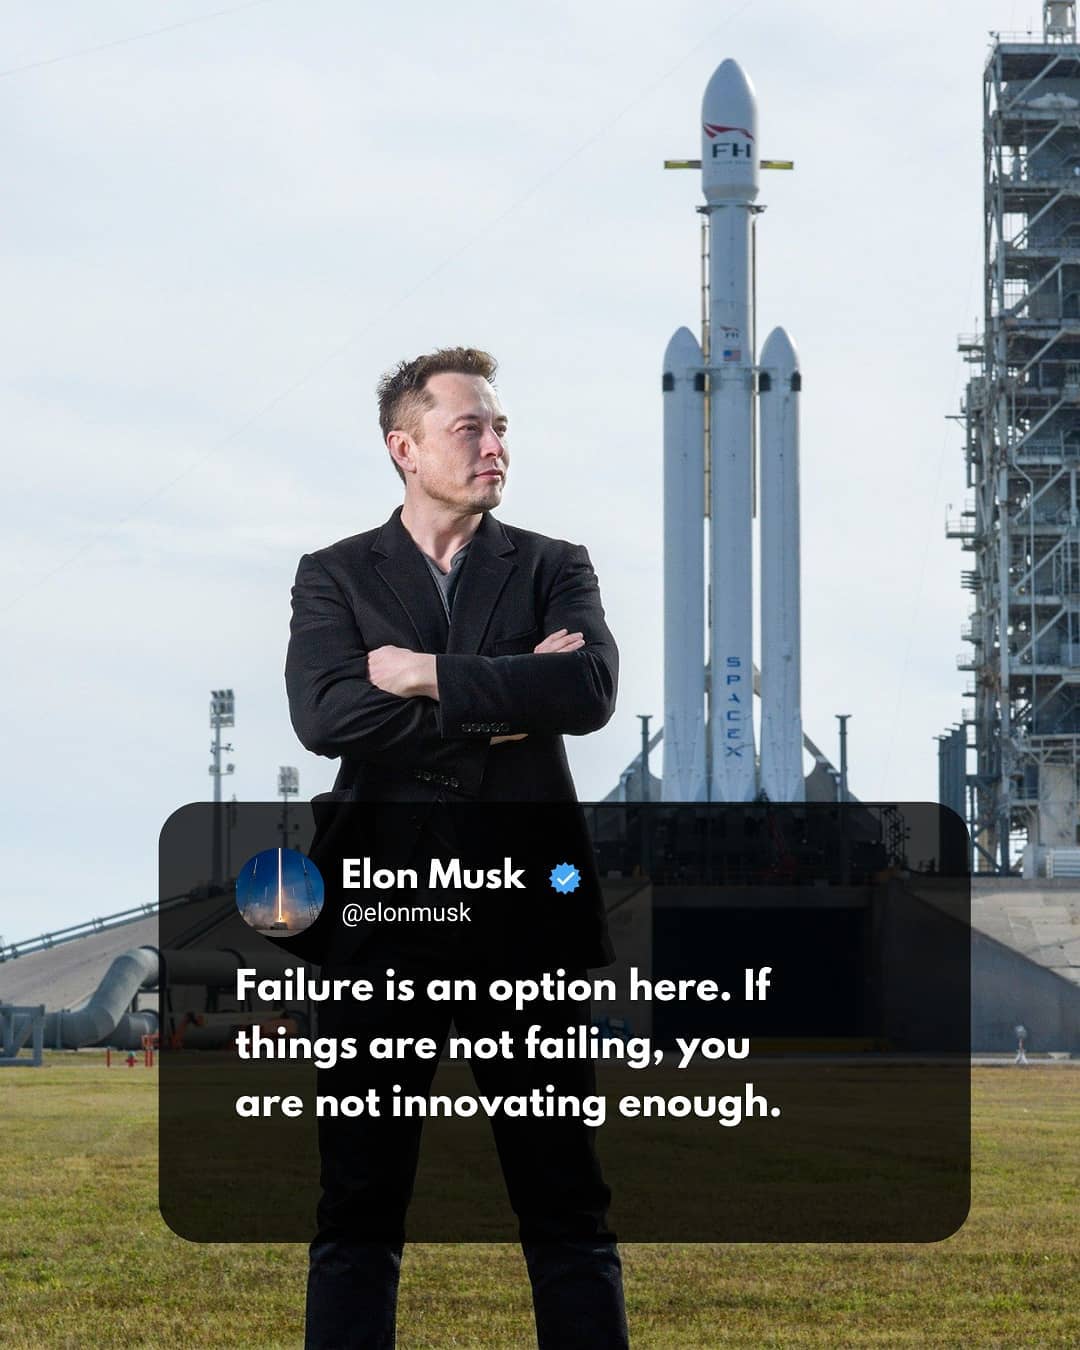 FH
SPACEX
Elon Musk
@elonmusk
Failure is an option here. If
things are not failing, you
are not innovating enough.